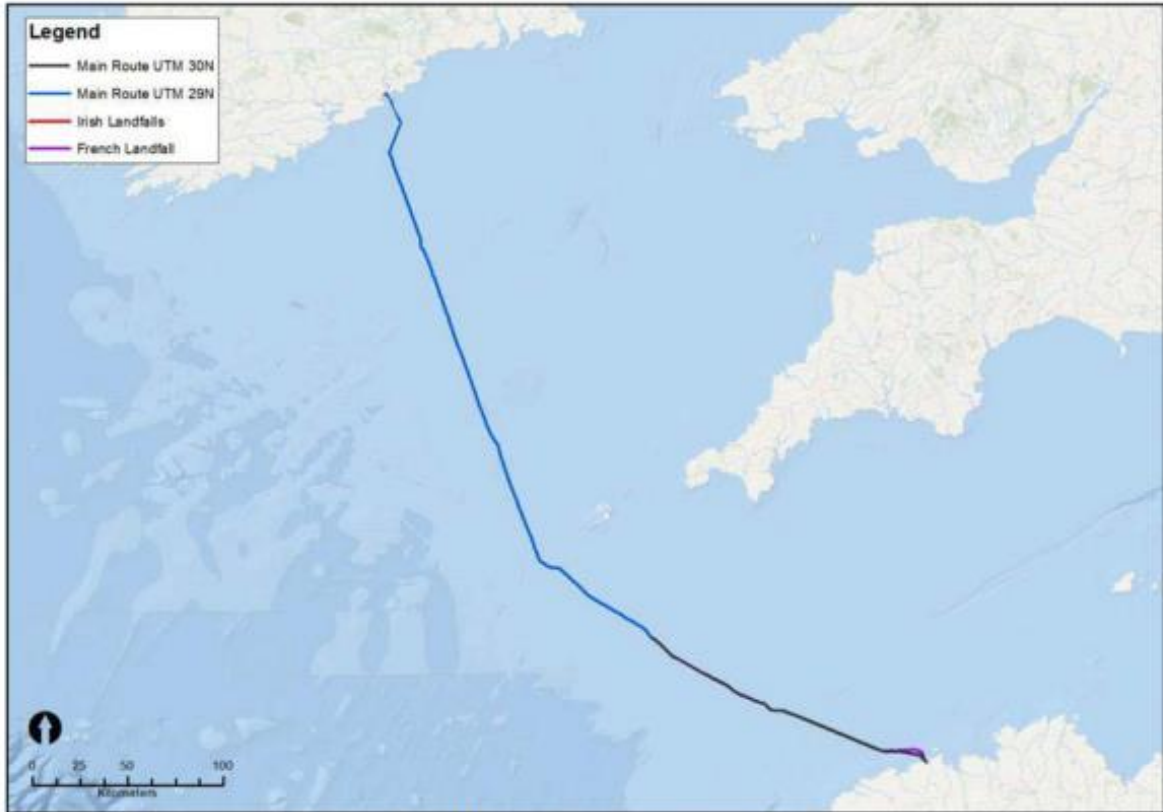 Legend
Main Route UTM 30N
Main Route UTM 29N
Irish Landfalls
French Landfall
0 25 50 100
Kilometers